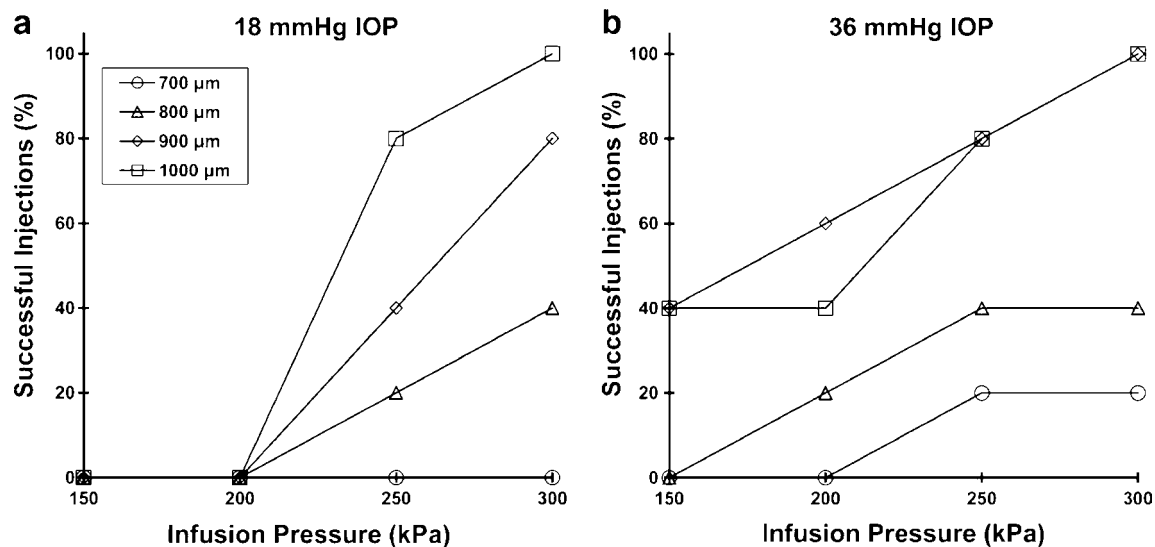 a
18 mmHg IOP
Successful Injections (%)
100
80
60
40
20
0
700 µm
800 µm
900 µm
1000 µm
150 200 250 300
Infusion Pressure (kPa)
b
36 mmHg IOP
Successful Injections (%)
100
80
60
40
20
0
150 200 250 300
Infusion Pressure (kPa)